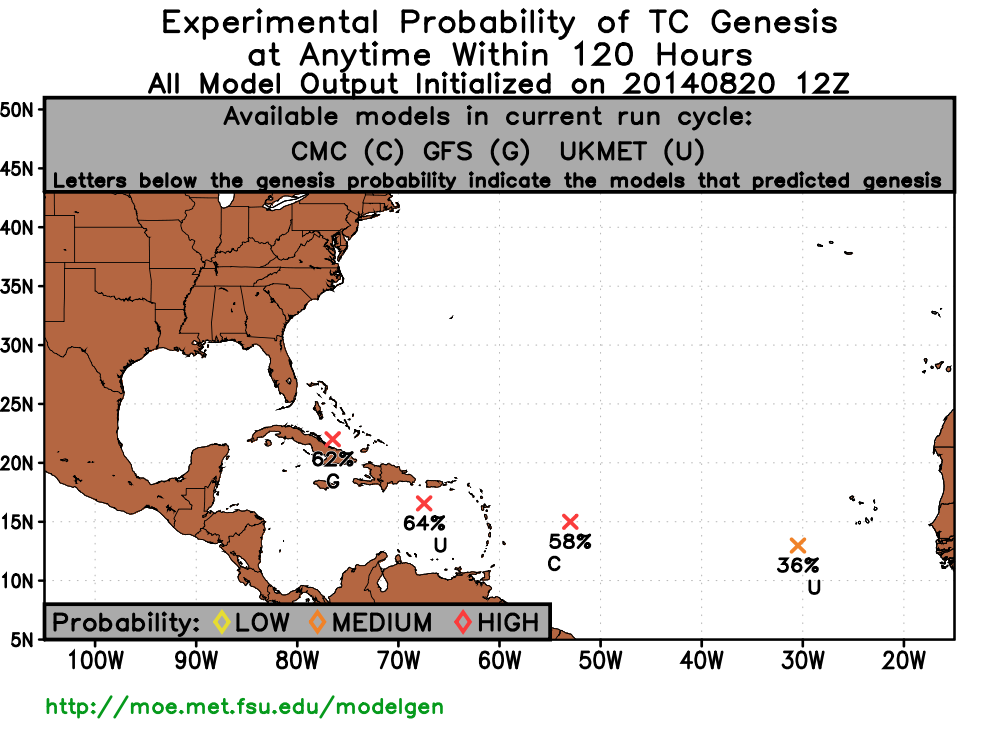 Experimental Probability of TC Genesis
at Anytime Within 120 Hours
All Model Output Initialized on 20140820 12Z
50N
Available models in current run cycle:
CMC (C) GFS (G) UKMET (U)
45N
Letters below the genesis probability indicate the models that predicted genesis
40N
35N
30N
25N
62%
20N
G
15N
64%
U
58%
C
36%
U
10N
Probability: LOW MEDIUM HIGH
5N
100W 90W 80W 70W 60W 50W 40W 30W 20W
http://moe.met.fsu.edu/modelgen